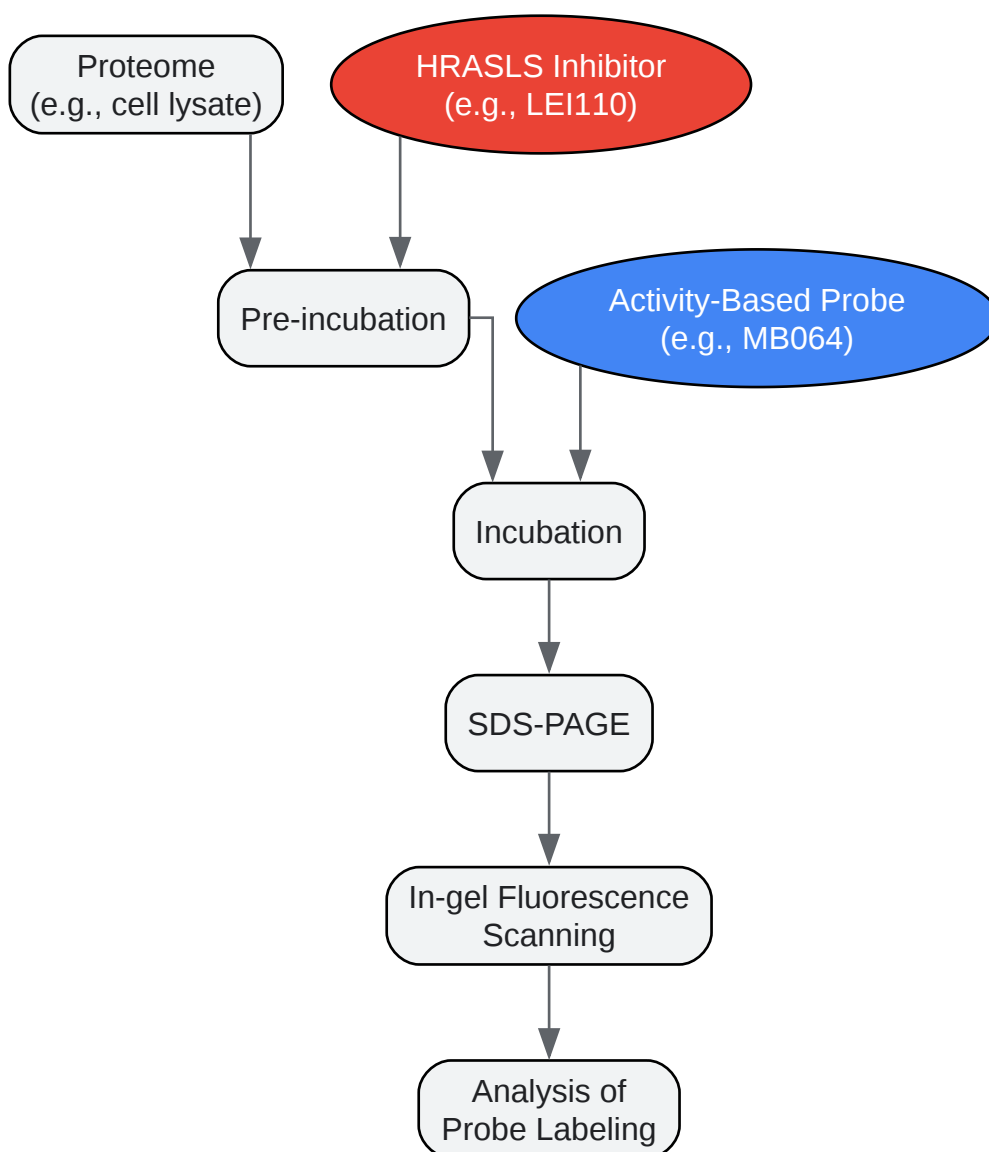 Proteome
(e.g., cell lysate)
HRASLS Inhibitor
(e.g., LEI110)
Pre-incubation
Activity-Based Probe
(e.g., MB064)
Incubation
SDS-PAGE
In-gel Fluorescence
Scanning
Analysis of
Probe Labeling